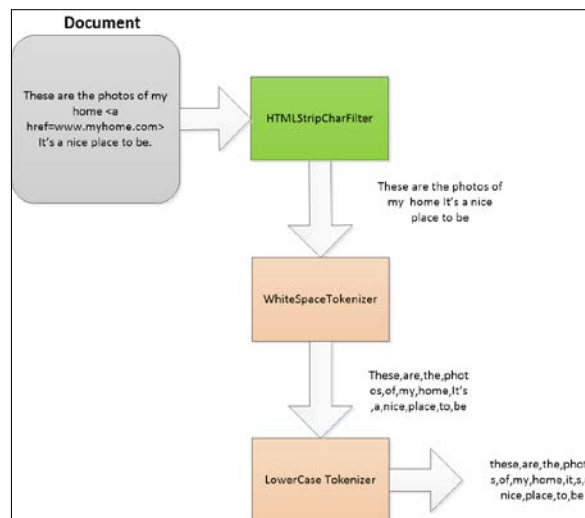 Document
These are the photos of my
home <a
href=www.myhome.com>
It's a nice place to be.
HTMLStripCharFilter
These are the photos of
my home It's a nice
place to be
WhiteSpaceTokenizer
These,are,the,phot
os,of,my,home,It's
,a,nice,place,to,be
LowerCase Tokenizer
these,are,the,phot
s,of,my,home,it,s,
nice,place,to,be